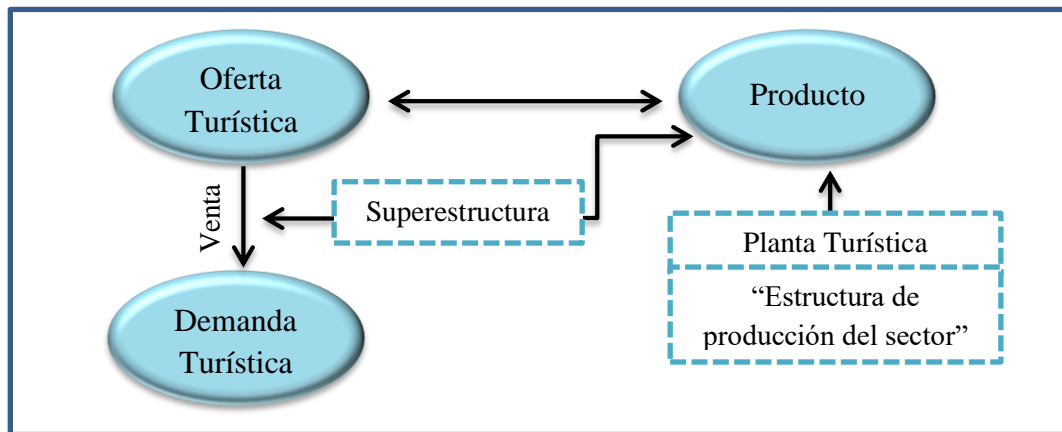 Oferta
Turística
Producto
Venta
Superestructura
Planta Turística
“Estructura de
producción del sector”
Demanda
Turística